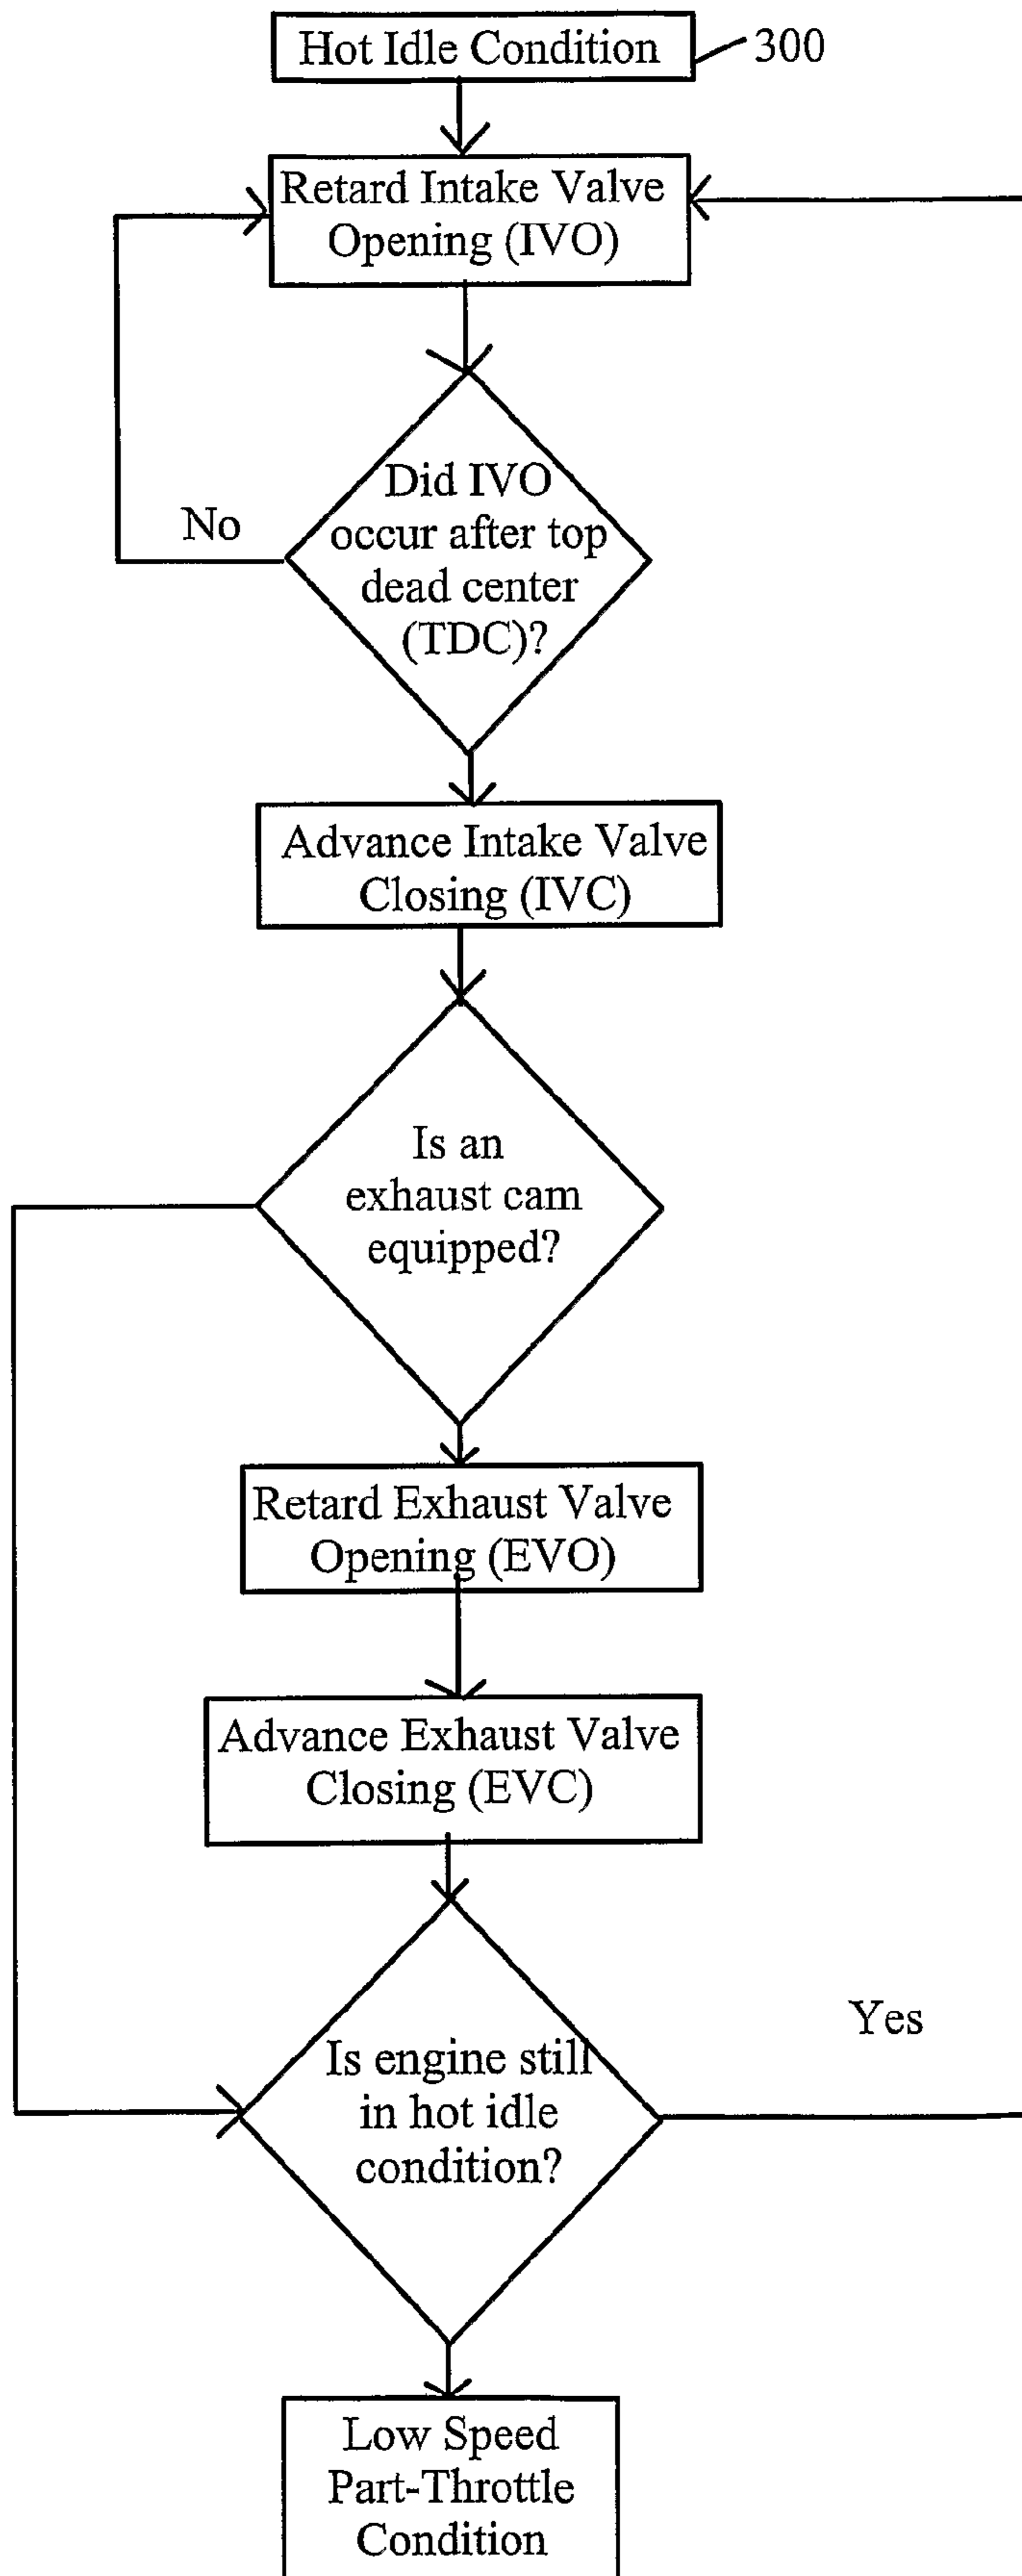 Hot Idle Condition
300
Retard Intake Valve
Opening (IVO)
Did IVO
occur after top
dead center
(TDC)?
No
Advance Intake Valve
Closing (IVC)
Is an
exhaust cam
equipped?
Retard Exhaust Valve
Opening (EVO)
Advance Exhaust Valve
Closing (EVC)
Yes
Is engine still
in hot idle
condition?
Low Speed
Part-Throttle
Condition